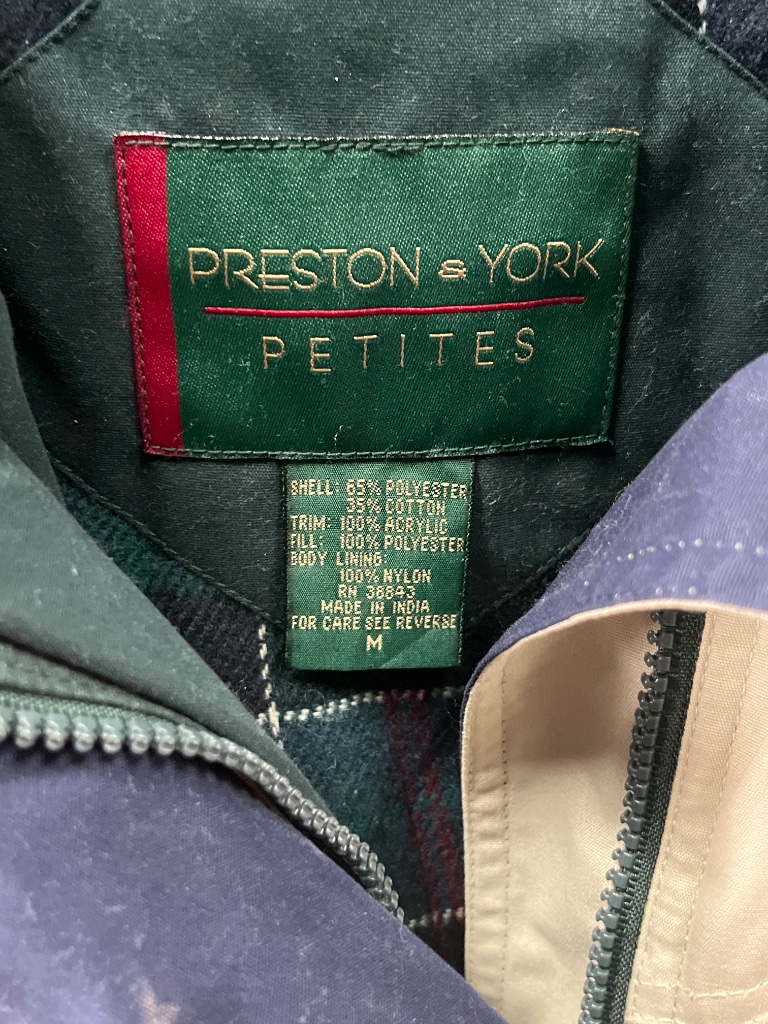 PRESTON & YORK
PETITES
SHELL: 65% POLYESTER
35% COTTON
TRIM: 100% ACRYLIC
FILL: 100% POLYESTER
BODY LINING:
100% NYLON
RN 38843
MADE IN INDIA
FOR CARE SEE REVERSE
M